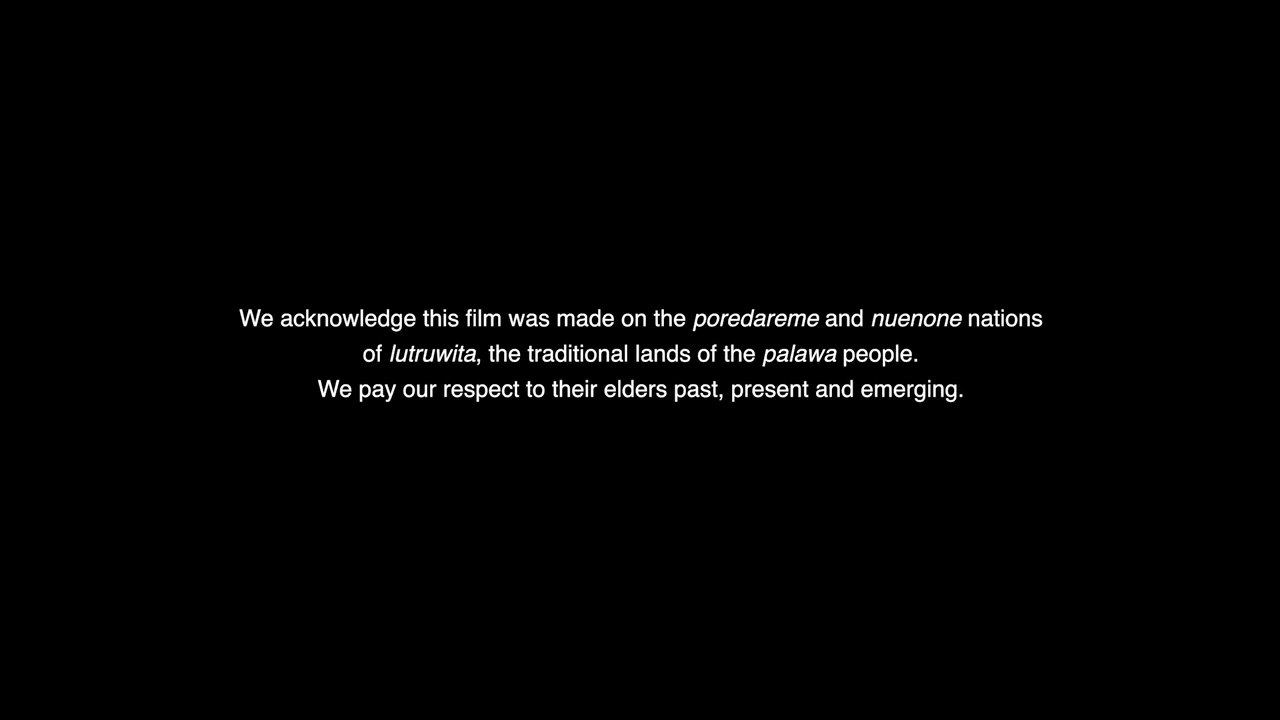 We acknowledge this film was made on the poredareme and nuenone nations
of lutruwita, the traditional lands of the palawa people.
We pay our respect to their elders past, present and emerging.